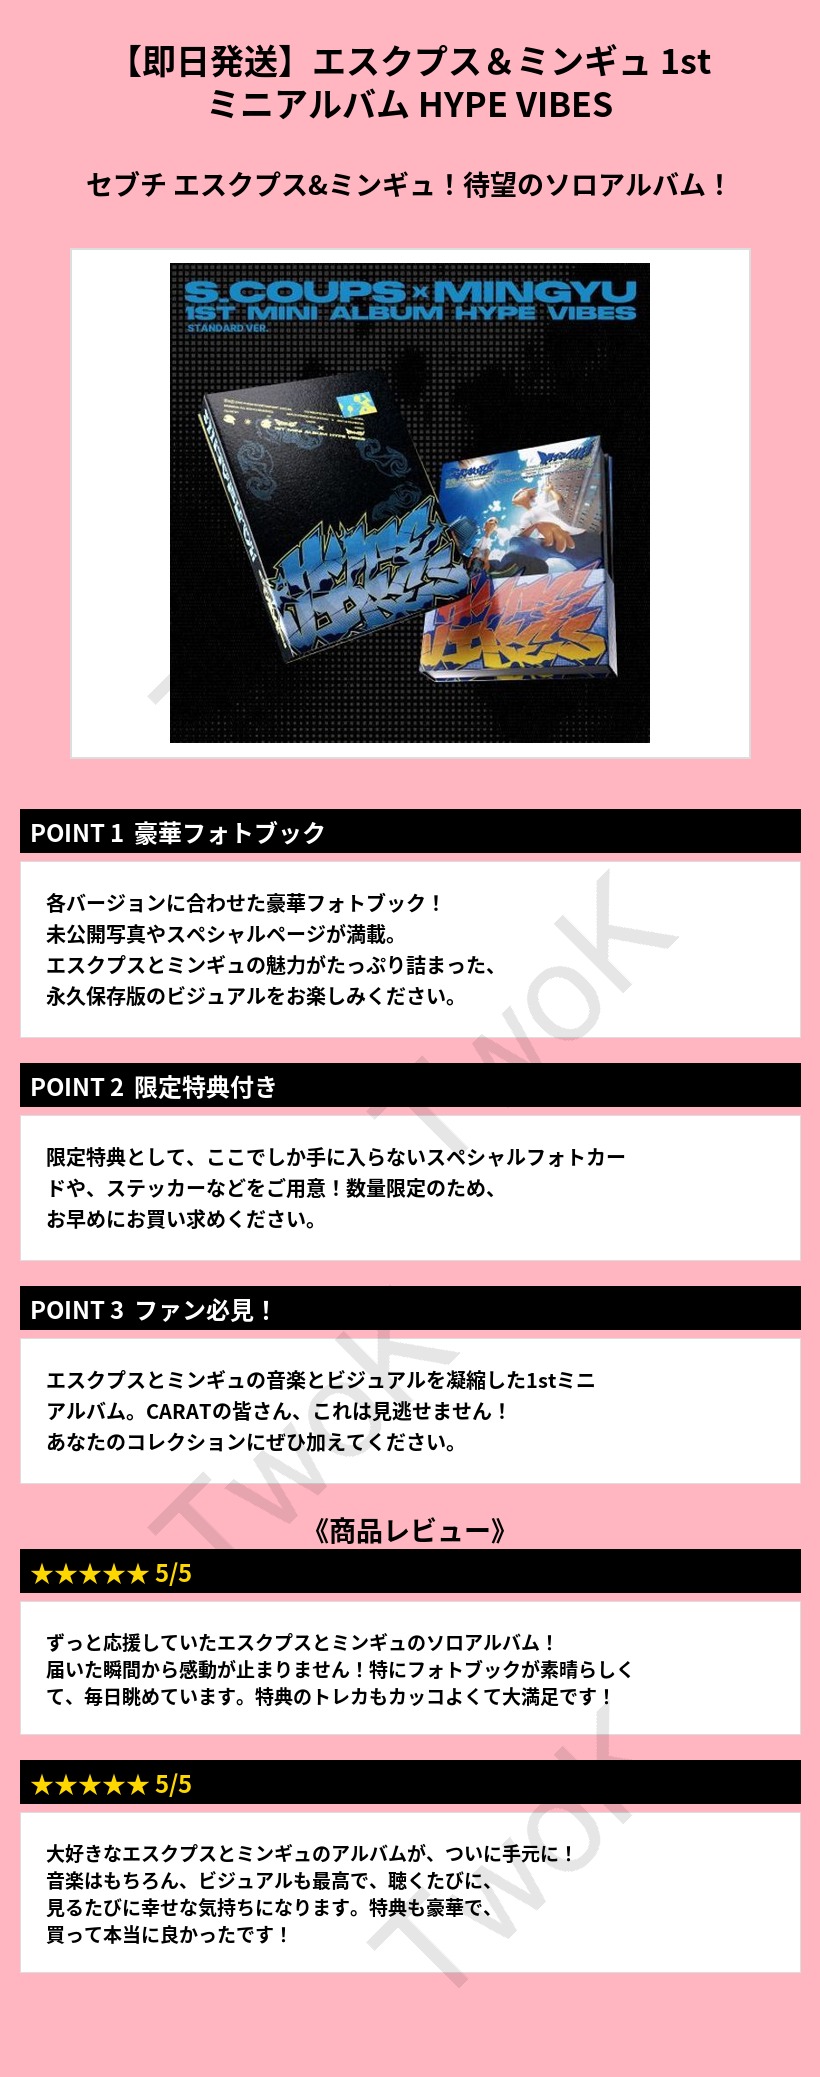 【即日発送】エスクプス＆ミンギュ 1st
ミニアルバム HYPE VIBES
セブチ エスクプス&ミンギュ！待望のソロアルバム！
S.COUPS × MINGYU
1ST MINI ALBUM HYPE VIBES
STANDARD VER.
POINT 1 豪華フォトブック
各バージョンに合わせた豪華フォトブック！
未公開写真やスペシャルページが満載。
エスクプスとミンギュの魅力がたっぷり詰まった、
永久保存版のビジュアルをお楽しみください。
TwoK
POINT 2 限定特典付き
限定特典として、ここでしか手に入らないスペシャルフォトカー
ドや、ステッカーなどをご用意！数量限定のため、
お早めにお買い求めください。
POINT 3 ファン必見！
エスクプスとミンギュの音楽とビジュアルを凝縮した1stミニ
アルバム。CARATの皆さん、これは見逃せません！
あなたのコレクションにぜひ加えてください。
TwoK
《商品レビュー》
★★★★★ 5/5
ずっと応援していたエスクプスとミンギュのソロアルバム！
届いた瞬間から感動が止まりません！特にフォトブックが素晴らしく
て、毎日眺めています。特典のトレカもカッコよくて大満足です！
★★★★★ 5/5
大好きなエスクプスとミンギュのアルバムが、ついに手元に！
音楽はもちろん、ビジュアルも最高で、聴くたびに、
見るたびに幸せな気持ちになります。特典も豪華で、
買って本当に良かったです！
TwoK